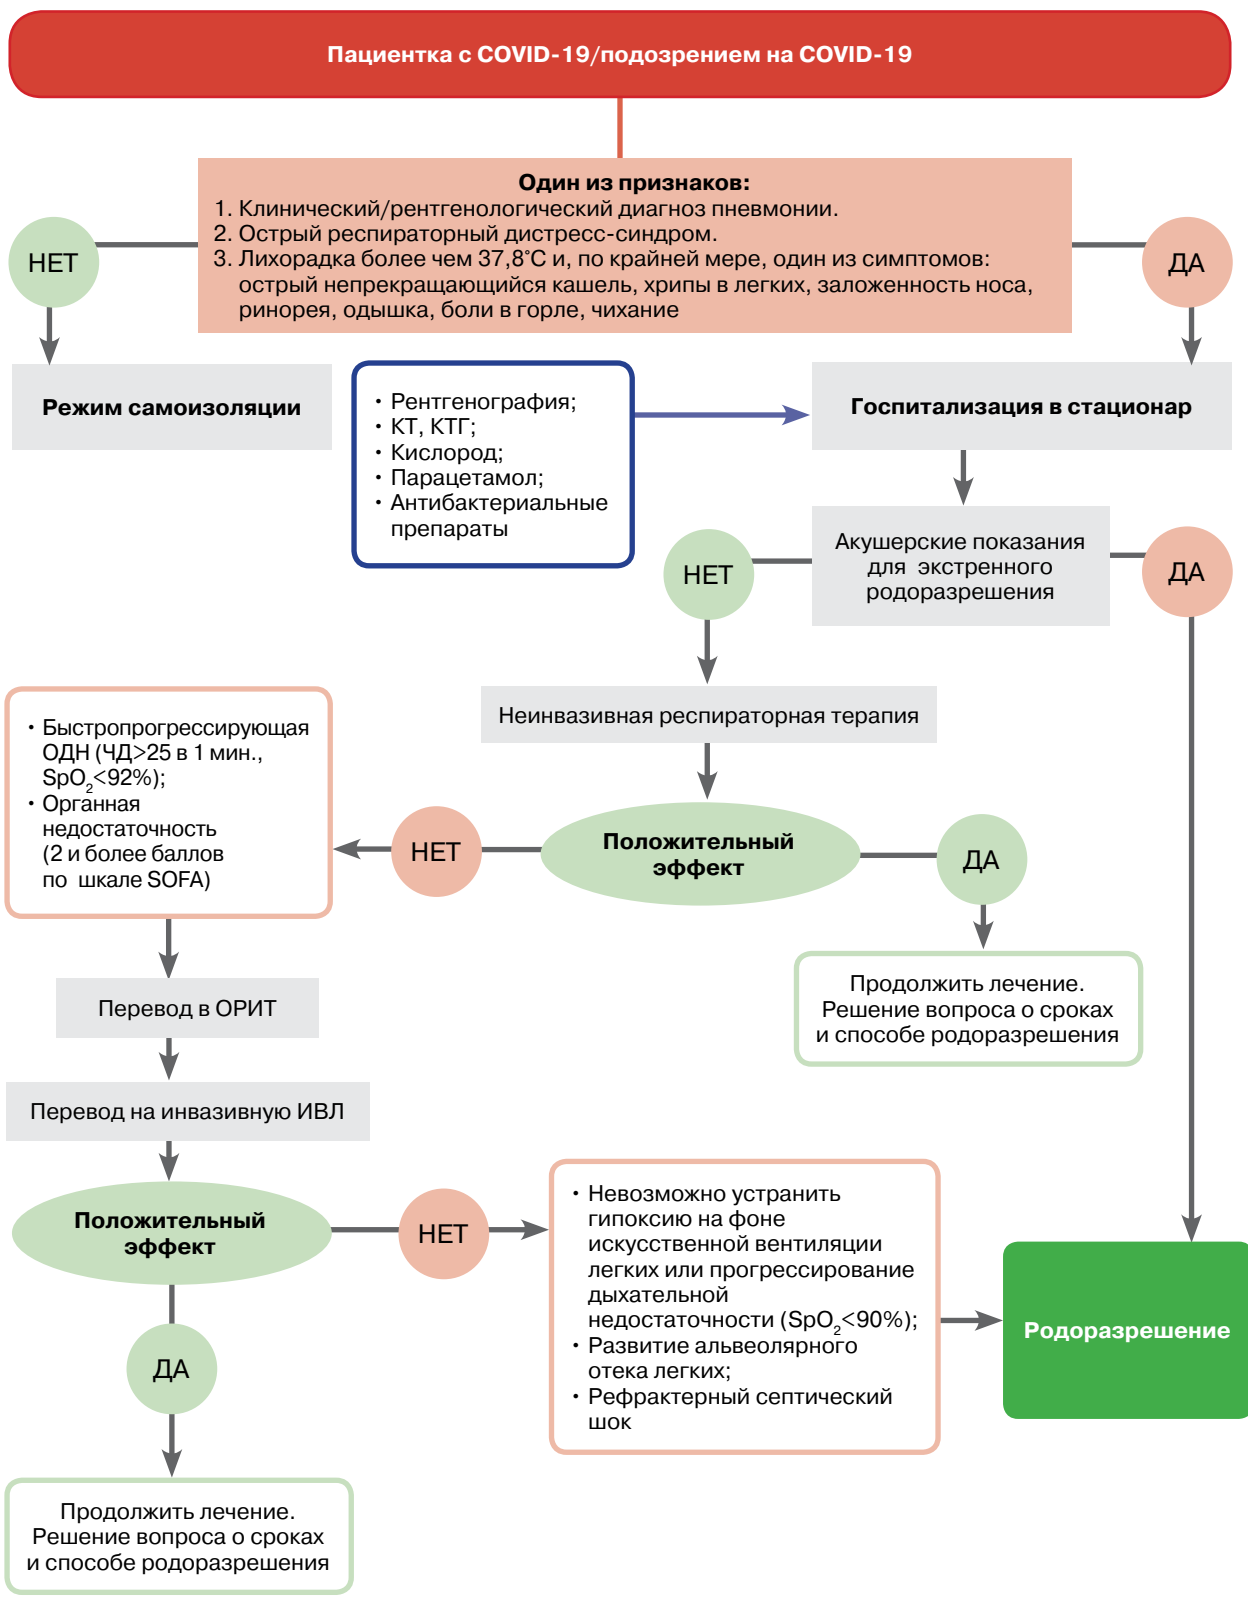 Пациентка с COVID-19/подозрением на COVID-19
Один из признаков:
1. Клинический/рентгенологический диагноз пневмонии.
2. Острый респираторный дистресс-синдром.
3. Лихорадка более чем 37,8°С и, по крайней мере, один из симптомов:
острый непрекращающийся кашель, хрипы в легких, заложенность носа,
ринорея, одышка, боли в горле, чихание
НЕТ
ДА
Режим самоизоляции
• Рентгенография;
• КТ, КТГ;
• Кислород;
• Парацетамол;
• Антибактериальные
препараты
Госпитализация в стационар
Акушерские показания
для экстренного
родоразрешения
НЕТ
ДА
Неинвазивная респираторная терапия
• Быстропрогрессирующая
ОДН (ЧД>25 в 1 мин.,
SpO₂<92%);
• Органная
недостаточность
(2 и более баллов
по шкале SOFA)
НЕТ
Положительный
эффект
ДА
Продолжить лечение.
Решение вопроса о сроках
и способе родоразрешения
Перевод в ОРИТ
Перевод на инвазивную ИВЛ
Положительный
эффект
НЕТ
• Невозможно устранить
гипоксию на фоне
искусственной вентиляции
легких или прогрессирование
дыхательной
недостаточности (SpO₂<90%);
• Развитие альвеолярного
отека легких;
• Рефрактерный септический
шок
Родоразрешение
ДА
Продолжить лечение.
Решение вопроса о сроках
и способе родоразрешения